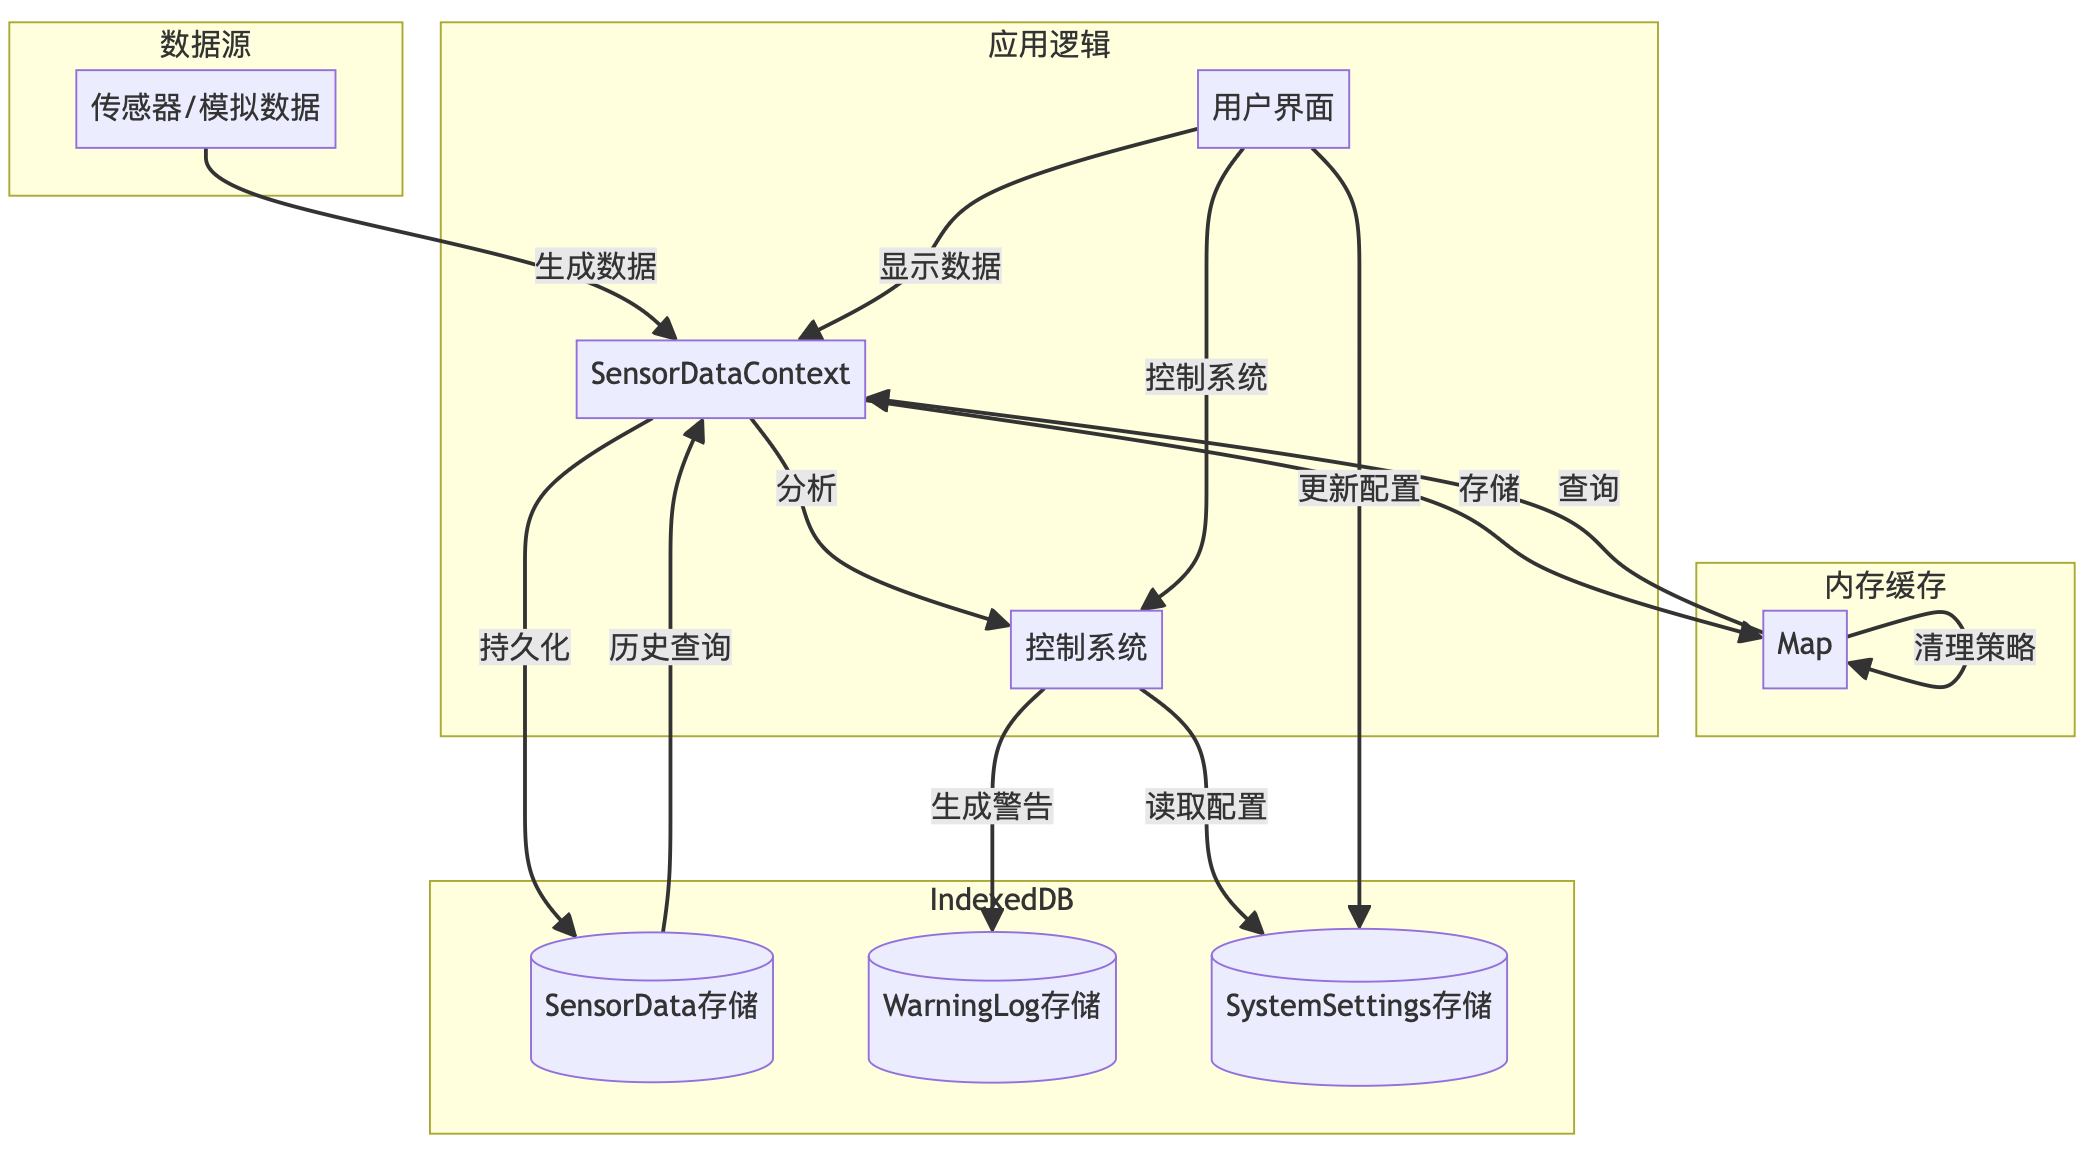 数据源
应用逻辑
传感器/模拟数据
用户界面
生成数据
显示数据
SensorDataContext
控制系统
分析
更新配置
存储
查询
内存缓存
持久化
历史查询
控制系统
Map
清理策略
生成警告
读取配置
IndexedDB
SensorData存储
WarningLog存储
SystemSettings存储